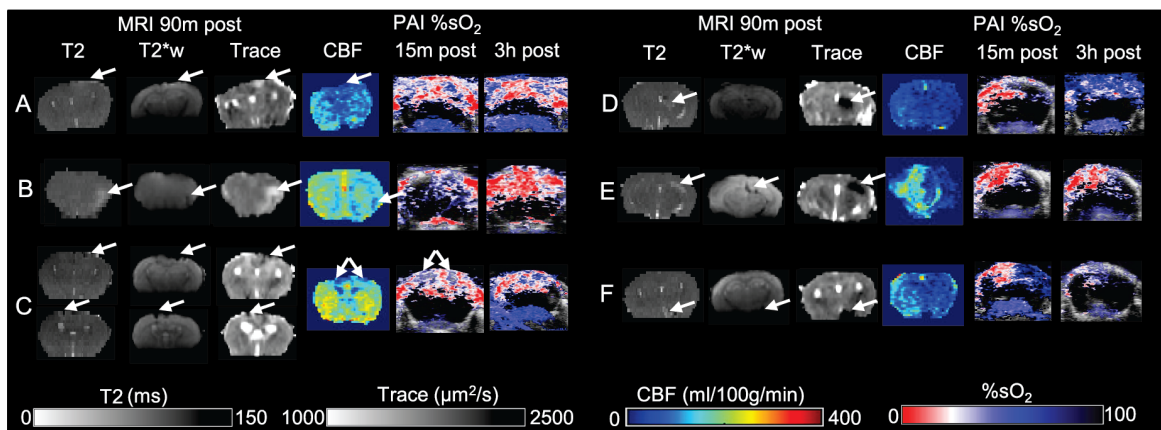 MRI 90m post PAI %sO₂ MRI 90m post PAI %sO₂
T2 T2*w Trace CBF 15m post 3h post T2 T2*w Trace CBF 15m post 3h post
A D
B E
C F
T2 (ms) Trace (µm²/s) CBF (ml/100g/min) %sO₂
0 150 1000 2500 0 400 0 100